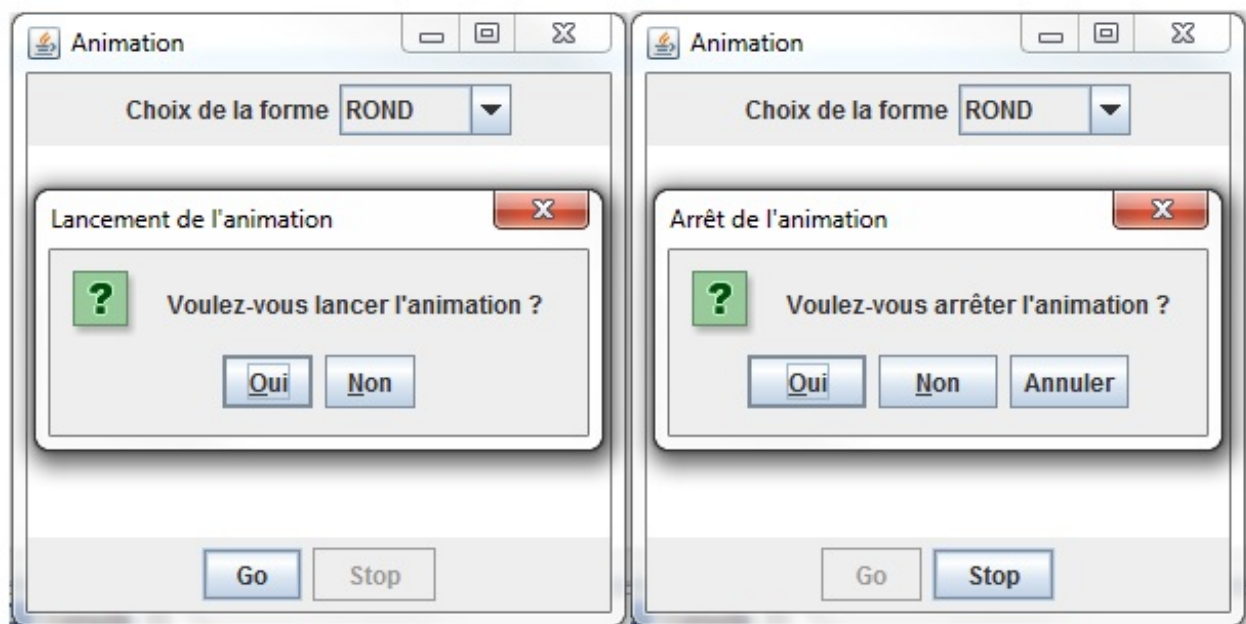 Animation
Choix de la forme ROND
Lancement de l'animation
Voulez-vous lancer l'animation ?
Oui Non
Go Stop
Animation
Choix de la forme ROND
Arrêt de l'animation
Voulez-vous arrêter l'animation ?
Oui Non Annuler
Go Stop